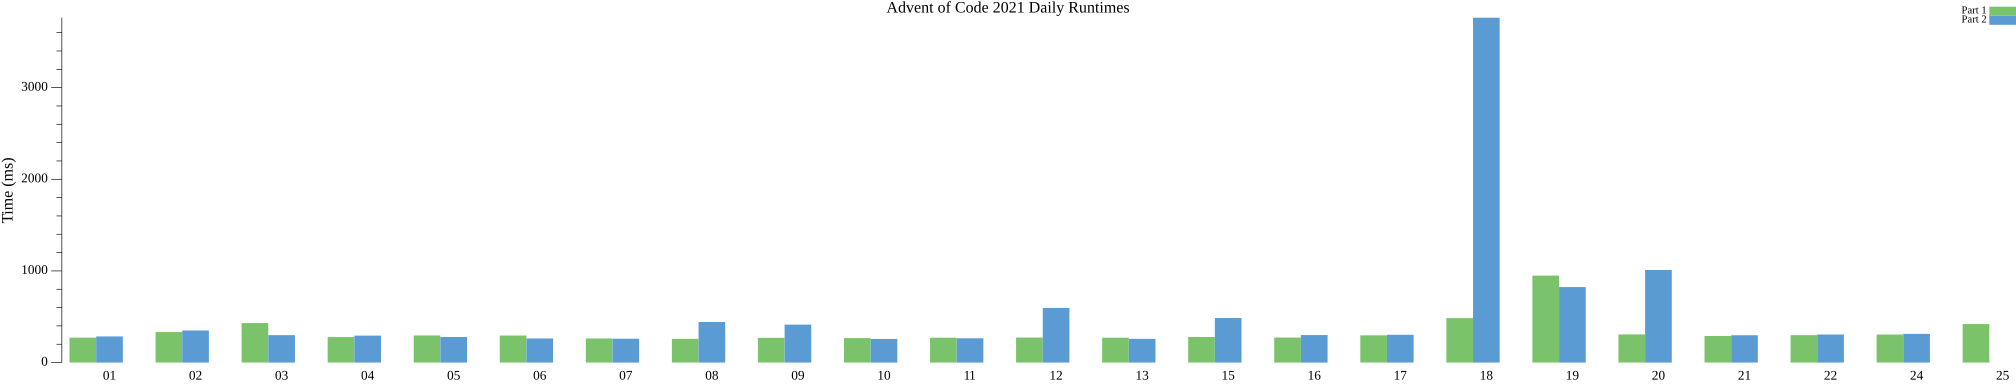 Advent of Code 2021 Daily Runtimes
Part 1
Part 2
Time (ms)
3000
2000
1000
0
01 02 03 04 05 06 07 08 09 10 11 12 13 15 16 17 18 19 20 21 22 24 25